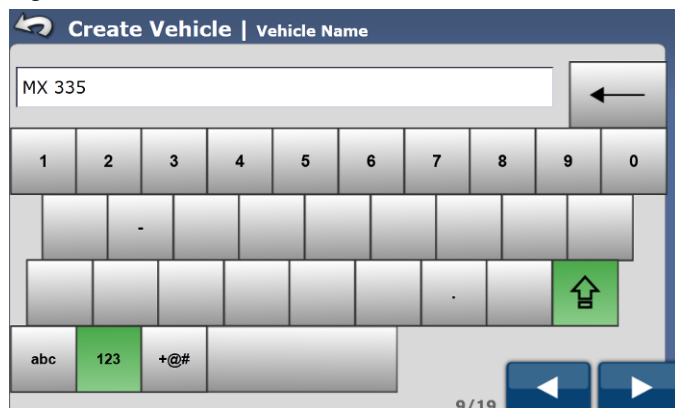 Create Vehicle | Vehicle Name
MX 335
1 2 3 4 5 6 7 8 9 0
-
.
abc 123 +@#
9/19